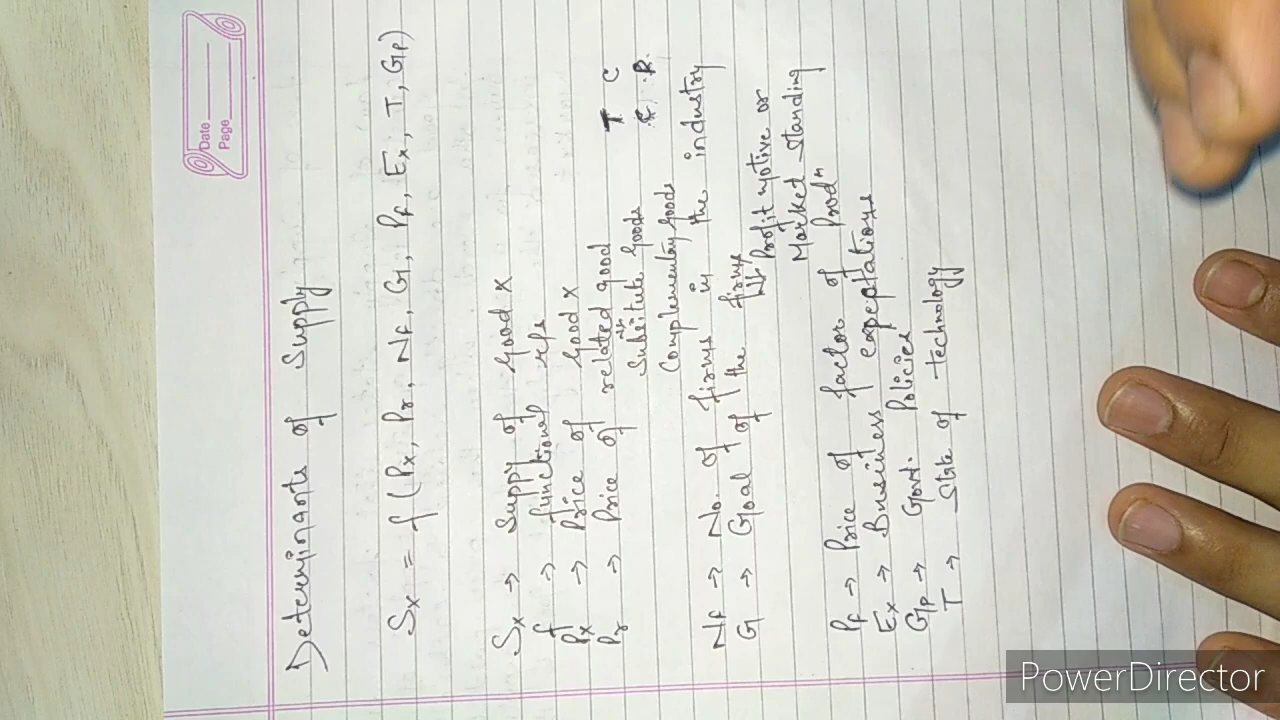 Date
Page
Determinants of Supply
Sx = f (Px, Pr, Nf, G, Pf, Ex, T, GP)
Sx → Supply of Good X
f → functional r/s
Px → Price of Good X
Pr → Price of related good
Substitute Goods T C
Complementary Goods C R
Nf → No. of firms in the industry
G → Goal of the firms
Profit motive or
Market Standing
Pf → Price of factor of Prodn
Ex → Business expeptations
GP → Govt. Policies
T → State of technology
PowerDirector